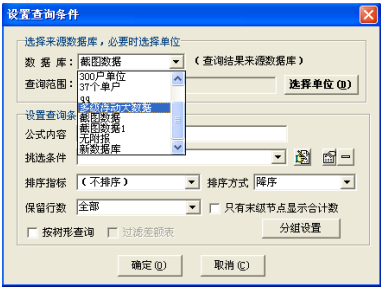 设置查询条件
选择来源数据库，必要时选择单位
数 据 库： 截图数据 （查询结果来源数据库）
查询范围： 选择单位(U)
300户单位
37个单户
qq
多级浮动大数据
截图数据
截图数据1
无附报
新数据库
设置查询条
公式内容
挑选条件
排序指标 （不排序） 排序方式 降序
保留行数 全部 只有末级节点显示合计数
按树形查询 过滤差额表 分组设置
确定(O) 取消(C)